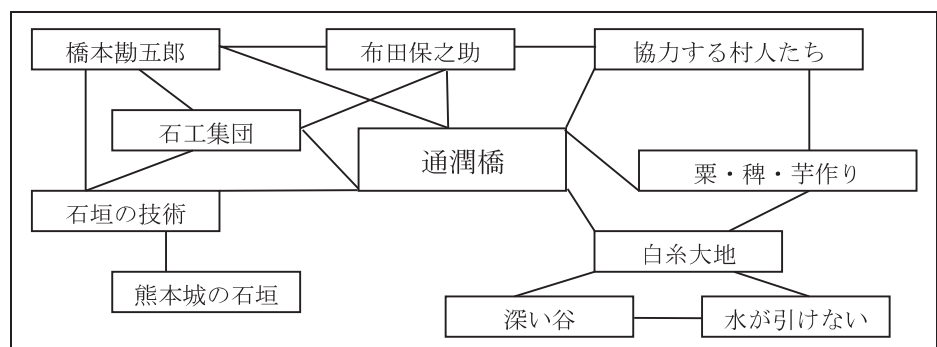 橋本勘五郎
布田保之助
協力する村人たち
石工集団
通潤橋
粟・稗・芋作り
石垣の技術
白糸大地
熊本城の石垣
深い谷
水が引けない